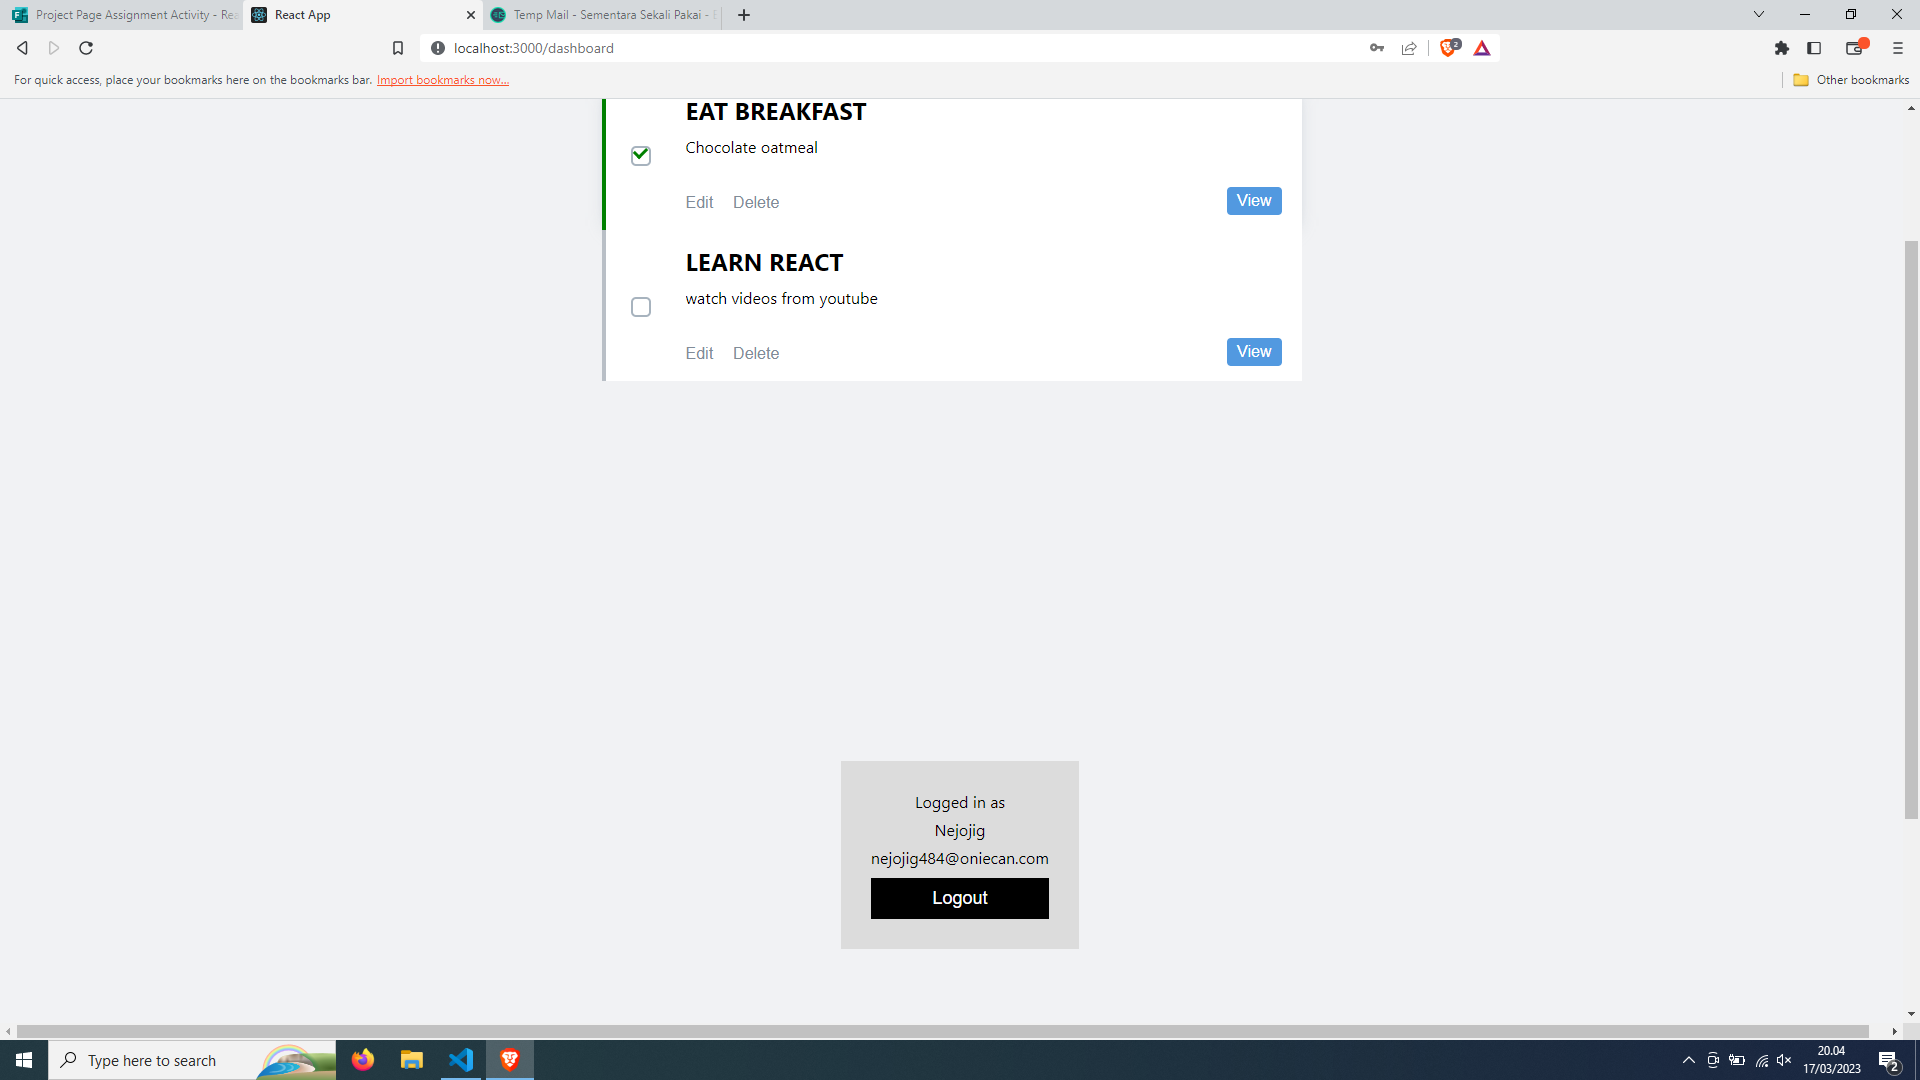 Project Page Assignment Activity - Rea
React App
Temp Mail - Sementara Sekali Pakai -
localhost:3000/dashboard
2
For quick access, place your bookmarks here on the bookmarks bar. Import bookmarks now...
Other bookmarks
EAT BREAKFAST
Chocolate oatmeal
Edit Delete View
LEARN REACT
watch videos from youtube
Edit Delete View
Logged in as
Nejojig
nejojig484@oniecan.com
Logout
Type here to search
20.04
17/03/2023
2